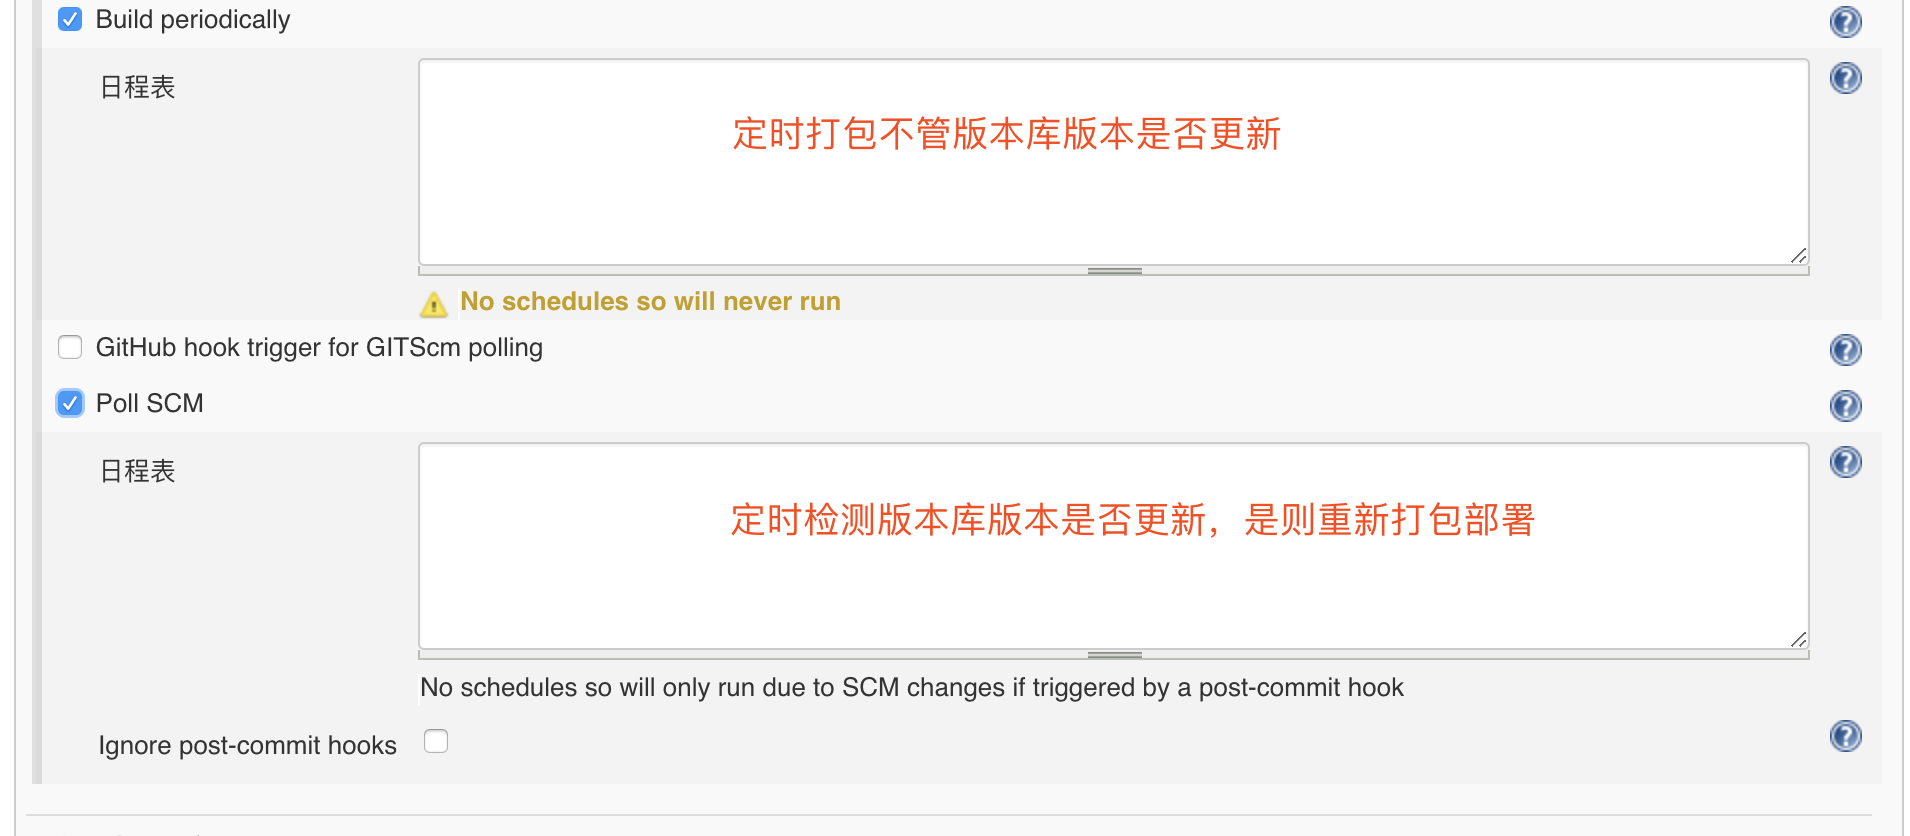 Build periodically
日程表
定时打包不管版本库版本是否更新
No schedules so will never run
GitHub hook trigger for GITScm polling
Poll SCM
日程表
定时检测版本库版本是否更新，是则重新打包部署
No schedules so will only run due to SCM changes if triggered by a post-commit hook
Ignore post-commit hooks